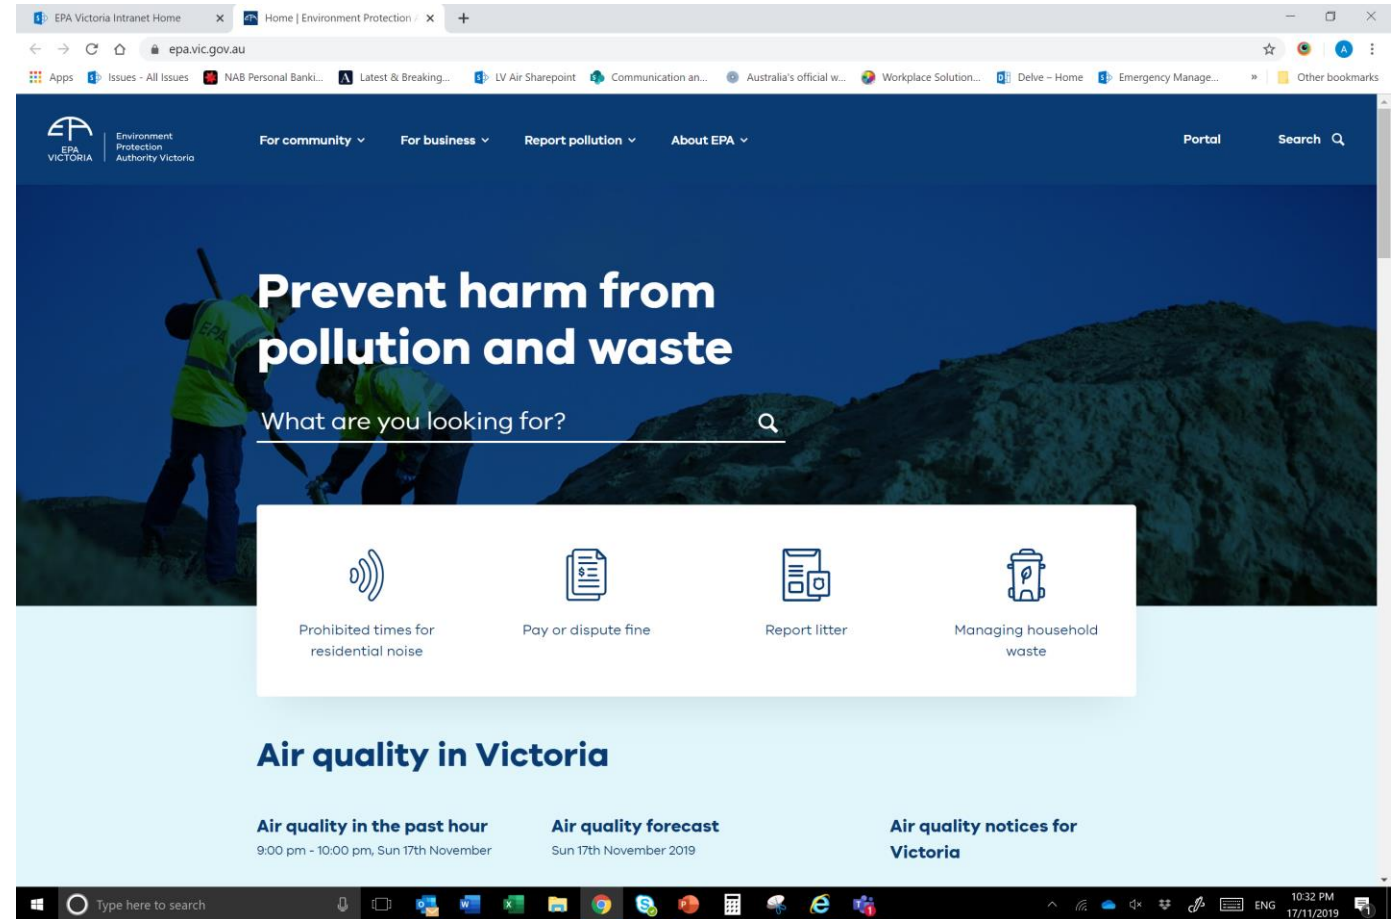 EPA Victoria Intranet Home
Home | Environment Protection A
epa.vic.gov.au
Apps Issues - All Issues NAB Personal Banki... Latest & Breaking... LV Air Sharepoint Communication an... Australia's official w... Workplace Solution... Delve – Home Emergency Manage... » Other bookmarks
EPA
VICTORIA
Environment
Protection
Authority Victoria
For community For business Report pollution About EPA Portal Search
EPA
Prevent harm from
pollution and waste
What are you looking for?
Prohibited times for
residential noise
Pay or dispute fine
Report litter
Managing household
waste
Air quality in Victoria
Air quality in the past hour
9:00 pm - 10:00 pm, Sun 17th November
Air quality forecast
Sun 17th November 2019
Air quality notices for
Victoria
Type here to search
ENG
10:32 PM
17/11/2019